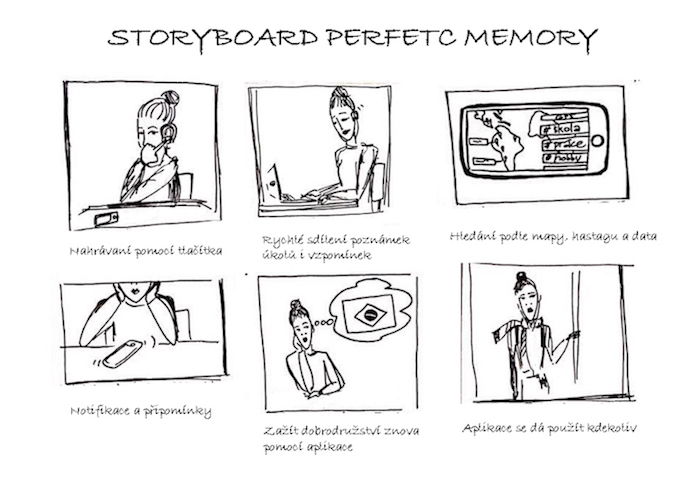 STORYBOARD PERFETC MEMORY
#škola
#práce
#hobby
Nahrávaní pomocí tlačítka
Rychlé sdílení poznámek
úkolů i vzpomínek
Hledání podle mapy, hastagu a data
Notifikace a připomínky
Zažít dobrodružství znova
pomocí aplikace
Aplikace se dá použít kdekoliv